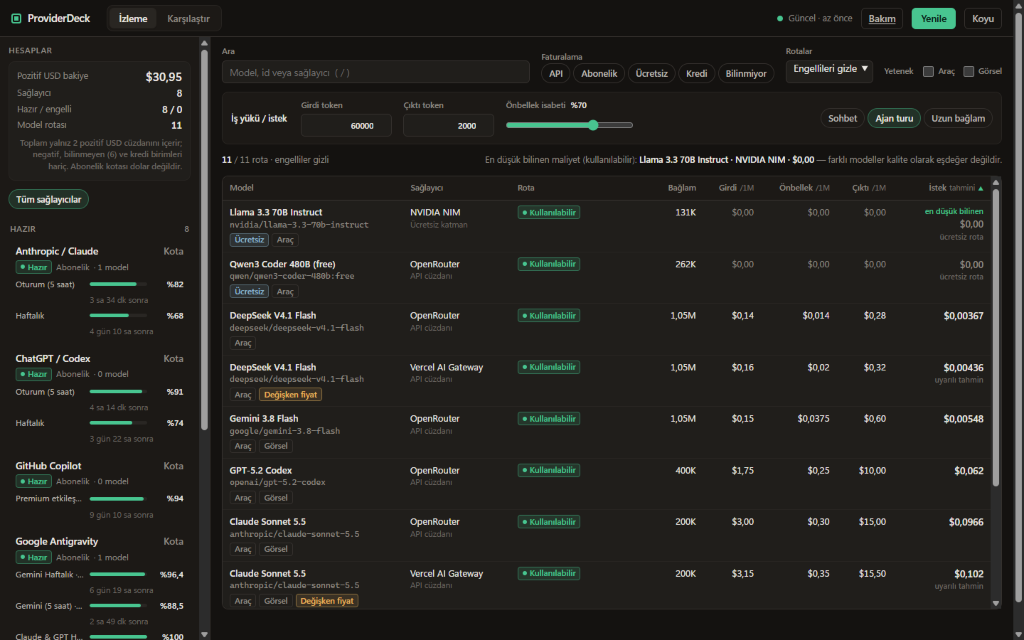 ProviderDeck
İzleme
Karşılaştır
Güncel · az önce
Bakım
Yenile
Koyu
HESAPLAR
Pozitif USD bakiye $30,95
Sağlayıcı 8
Hazır / engelli 8 / 0
Model rotası 11
Toplam yalnız 2 pozitif USD cüzdanını içerir;
negatif, bilinmeyen (6) ve kredi birimleri
hariç. Abonelik kotası dolar değildir.
Tüm sağlayıcılar
HAZIR 8
Anthropic / Claude Kota
Hazır Abonelik · 1 model
Oturum (5 saat) %82
3 sa 34 dk sonra
Haftalık %68
4 gün 10 sa sonra
ChatGPT / Codex Kota
Hazır Abonelik · 0 model
Oturum (5 saat) %91
4 sa 14 dk sonra
Haftalık %74
3 gün 22 sa sonra
GitHub Copilot Kota
Hazır Abonelik · 0 model
Premium etkileş... %94
9 gün 10 sa sonra
Google Antigravity Kota
Hazır Abonelik · 1 model
Gemini Haftalık ·... %96,4
6 gün 19 sa sonra
Gemini (5 saat) ·... %88,5
2 sa 49 dk sonra
Claude & GPT H... %100
Ara
Model, id veya sağlayıcı ( / )
Faturalama
API
Abonelik
Ücretsiz
Kredi
Bilinmiyor
Rotalar
Engellileri gizle ▼
Yetenek
Araç
Görsel
İş yükü / istek
Girdi token
60000
Çıktı token
2000
Önbellek isabeti %70
Sohbet
Ajan turu
Uzun bağlam
11 / 11 rota · engelliler gizli
En düşük bilinen maliyet (kullanılabilir): Llama 3.3 70B Instruct · NVIDIA NIM · $0,00 — farklı modeller kalite olarak eşdeğer değildir.
Model Sağlayıcı Rota Bağlam Girdi /1M Önbellek /1M Çıktı /1M İstek tahmini ▲
Llama 3.3 70B Instruct NVIDIA NIM Kullanılabilir 131K $0,00 $0,00 $0,00 en düşük bilinen
nvidia/llama-3.3-70b-instruct Ücretsiz katman $0,00
Ücretsiz Araç ücretsiz rota
Qwen3 Coder 480B (free) OpenRouter Kullanılabilir 262K $0,00 $0,00 $0,00 $0,00
qwen/qwen3-coder-480b:free API cüzdanı ücretsiz rota
Ücretsiz Araç
DeepSeek V4.1 Flash OpenRouter Kullanılabilir 1,05M $0,14 $0,014 $0,28 $0,00367
deepseek/deepseek-v4.1-flash API cüzdanı
Araç
DeepSeek V4.1 Flash Vercel AI Gateway Kullanılabilir 1,05M $0,16 $0,02 $0,32 $0,00436
deepseek/deepseek-v4.1-flash API cüzdanı uyarılı tahmin
Araç Değişken fiyat
Gemini 3.8 Flash OpenRouter Kullanılabilir 1,05M $0,15 $0,0375 $0,60 $0,00548
google/gemini-3.8-flash API cüzdanı
Araç Görsel
GPT-5.2 Codex OpenRouter Kullanılabilir 400K $1,75 $0,25 $10,00 $0,062
openai/gpt-5.2-codex API cüzdanı
Araç Görsel
Claude Sonnet 5.5 OpenRouter Kullanılabilir 200K $3,00 $0,30 $15,00 $0,0966
anthropic/claude-sonnet-5.5 API cüzdanı
Araç Görsel
Claude Sonnet 5.5 Vercel AI Gateway Kullanılabilir 200K $3,15 $0,35 $15,50 $0,102
anthropic/claude-sonnet-5.5 API cüzdanı uyarılı tahmin
Araç Görsel Değişken fiyat